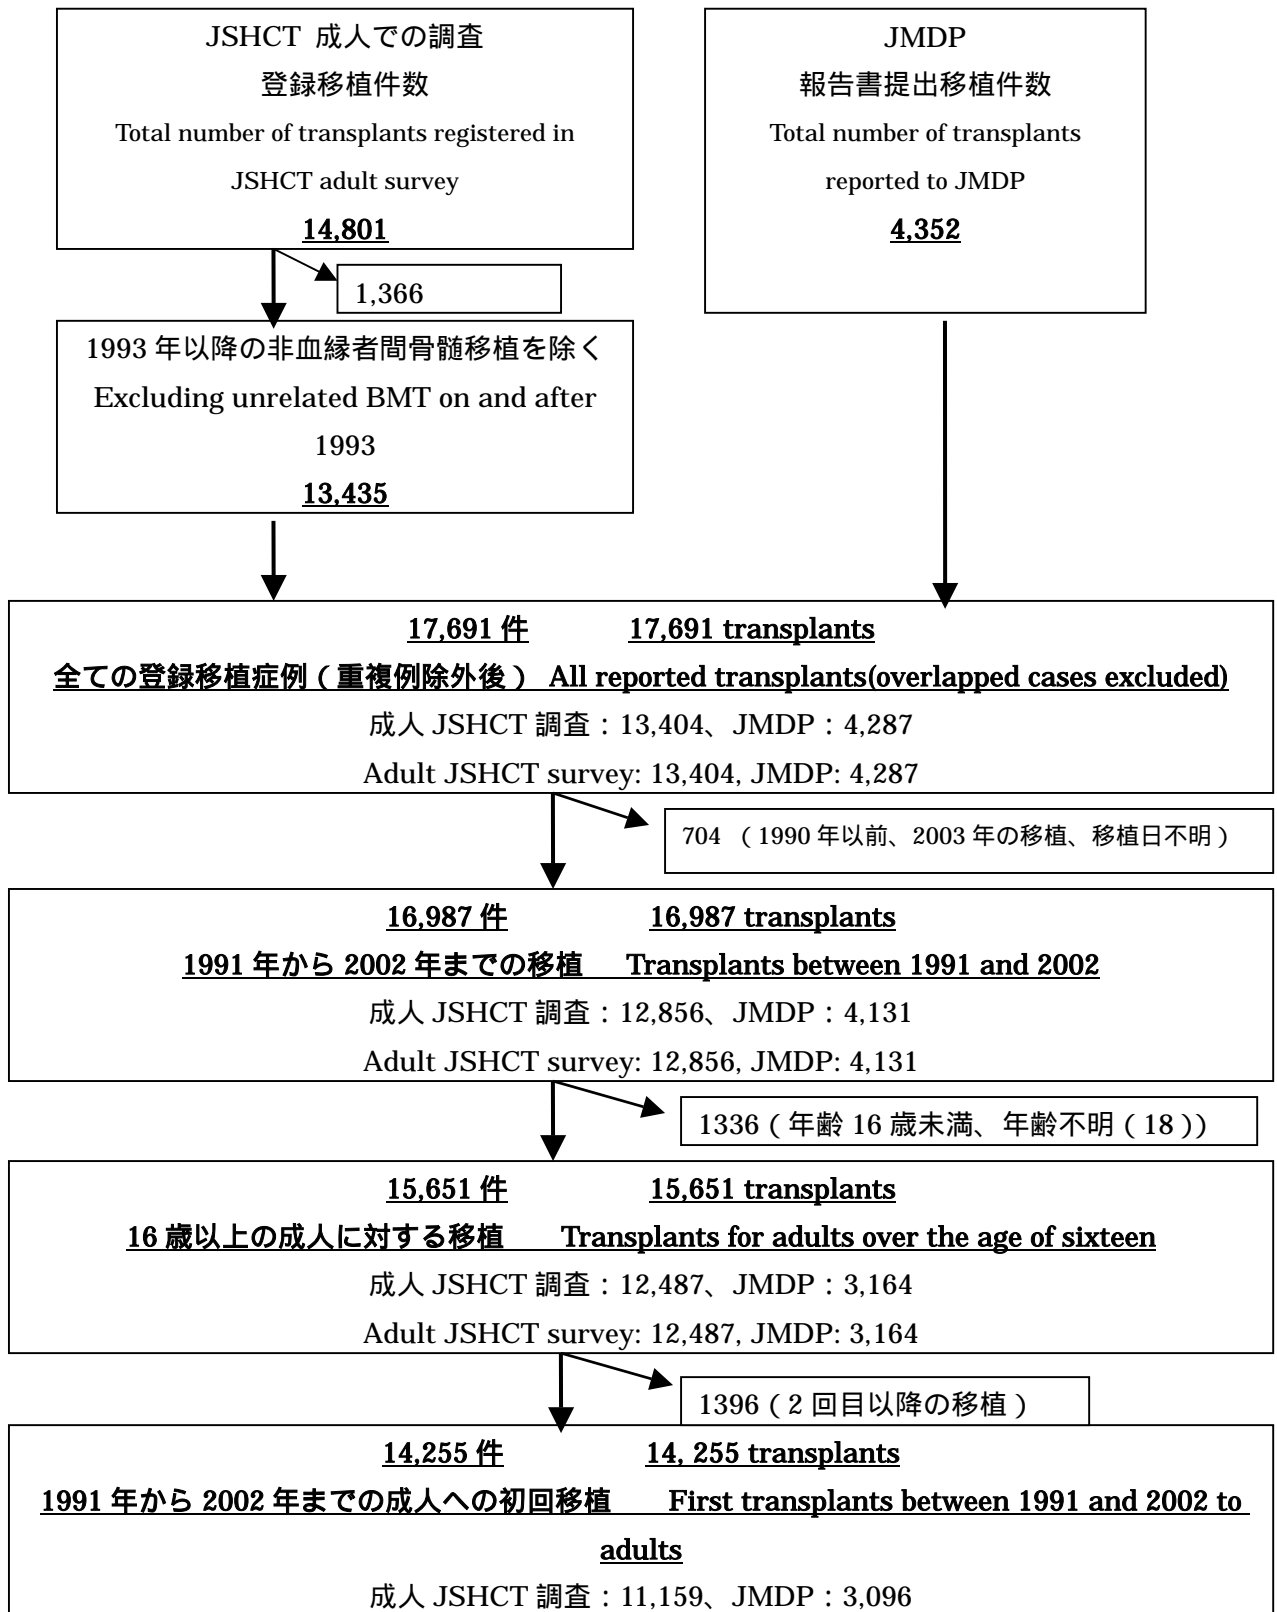 JSHCT 成人での調査
登録移植件数
Total number of transplants registered in
JSHCT adult survey
14,801
JMDP
報告書提出移植件数
Total number of transplants
reported to JMDP
4,352
1,366
1993 年以降の非血縁者間骨髄移植を除く
Excluding unrelated BMT on and after
1993
13,435
17,691 件 17,691 transplants
全ての登録移植症例（重複例除外後） All reported transplants(overlapped cases excluded)
成人 JSHCT 調査：13,404、JMDP：4,287
Adult JSHCT survey: 13,404, JMDP: 4,287
704 （1990 年以前、2003 年の移植、移植日不明）
16,987 件 16,987 transplants
1991 年から 2002 年までの移植 Transplants between 1991 and 2002
成人 JSHCT 調査：12,856、JMDP：4,131
Adult JSHCT survey: 12,856, JMDP: 4,131
1336（年齢 16 歳未満、年齢不明（18））
15,651 件 15,651 transplants
16 歳以上の成人に対する移植 Transplants for adults over the age of sixteen
成人 JSHCT 調査：12,487、JMDP：3,164
Adult JSHCT survey: 12,487, JMDP: 3,164
1396（2 回目以降の移植）
14,255 件 14, 255 transplants
1991 年から 2002 年までの成人への初回移植 First transplants between 1991 and 2002 to
adults
成人 JSHCT 調査：11,159、JMDP：3,096